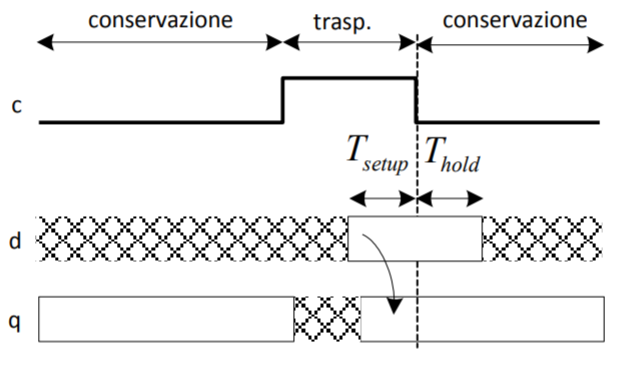 conservazione trasp. conservazione
c
T_setup T_hold
d
q